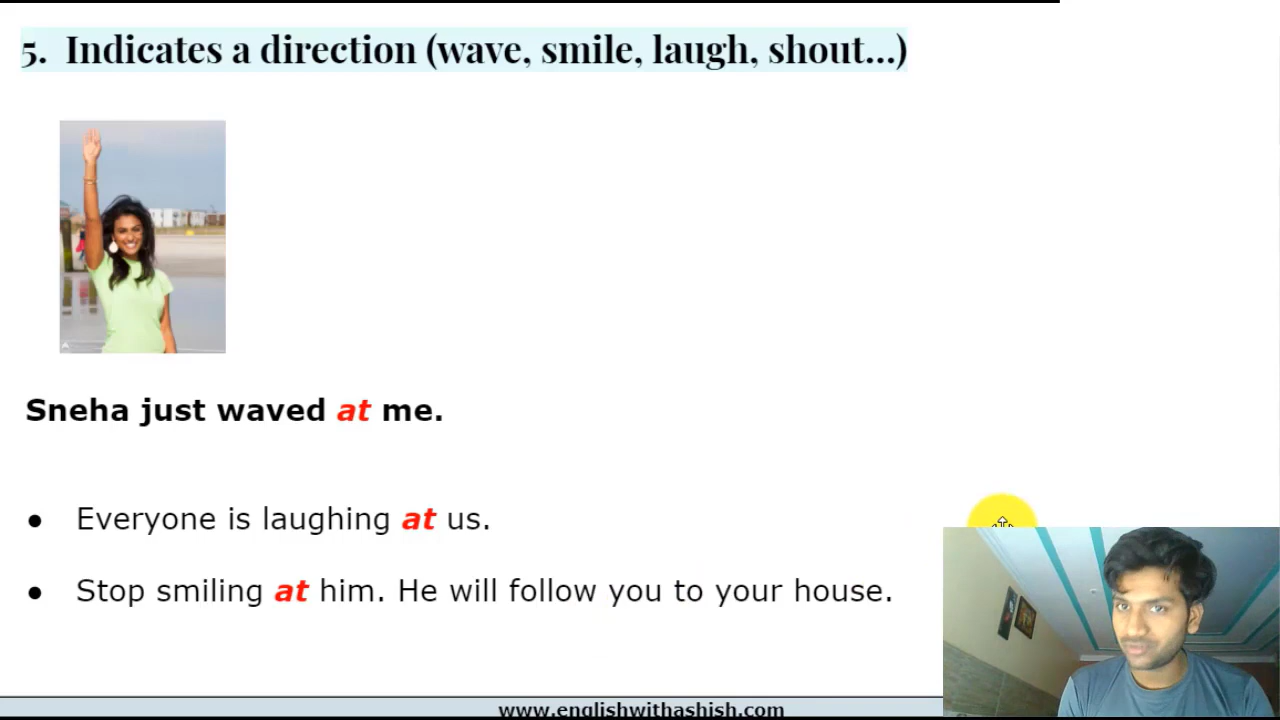 5. Indicates a direction (wave, smile, laugh, shout...)
Sneha just waved at me.
● Everyone is laughing at us.
● Stop smiling at him. He will follow you to your house.
www.englishwithashish.com